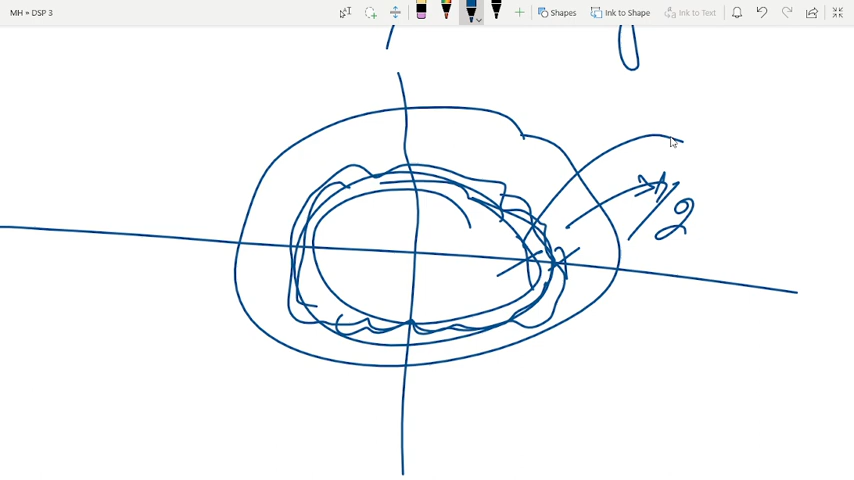 MH = DSP 3
Shapes
Ink to Shape
Ink to Text
π/2